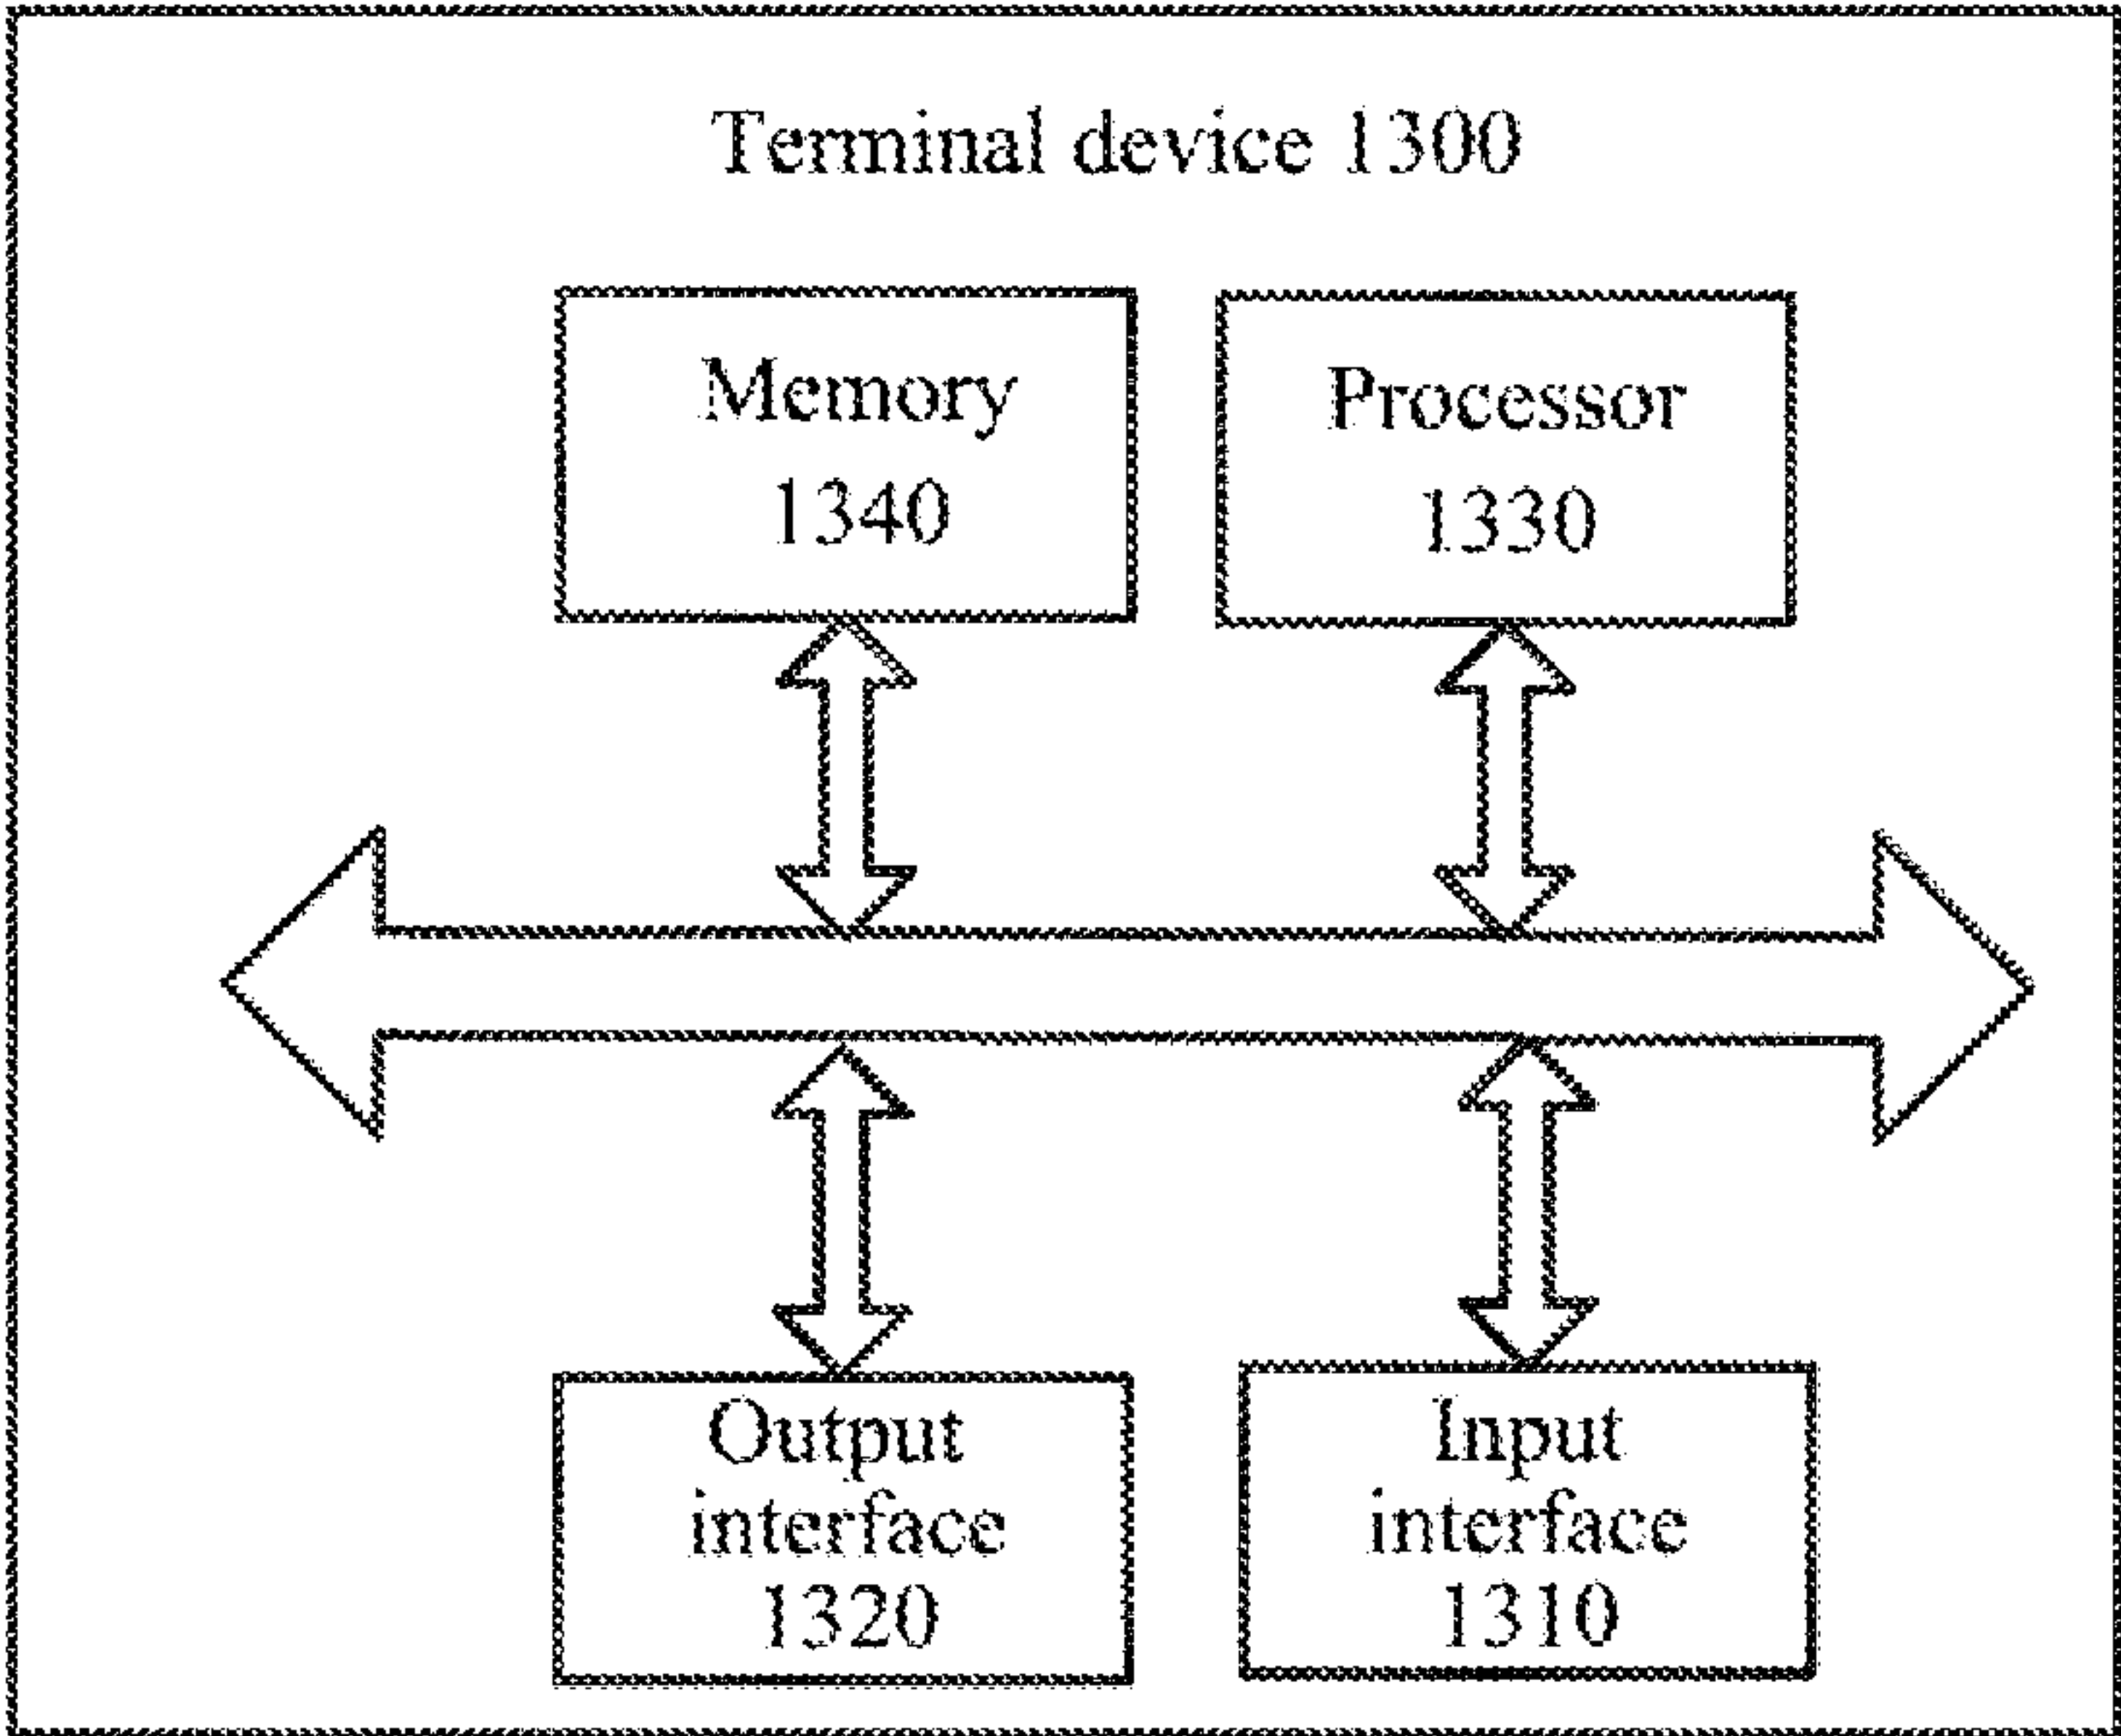 Terminal device 1300
Memory
1340
Processor
1330
Output
interface
1320
Input
interface
1310